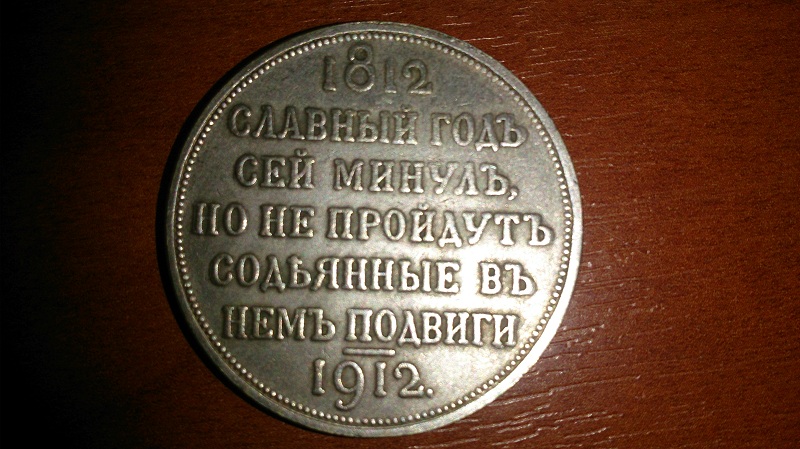 1812
СЛАВНЫЙ ГОДЪ
СЕЙ МИНУЛЪ,
НО НЕ ПРОЙДУТЪ
СОДѢЯННЫЕ ВЪ
НЕМЪ ПОДВИГИ
1912.